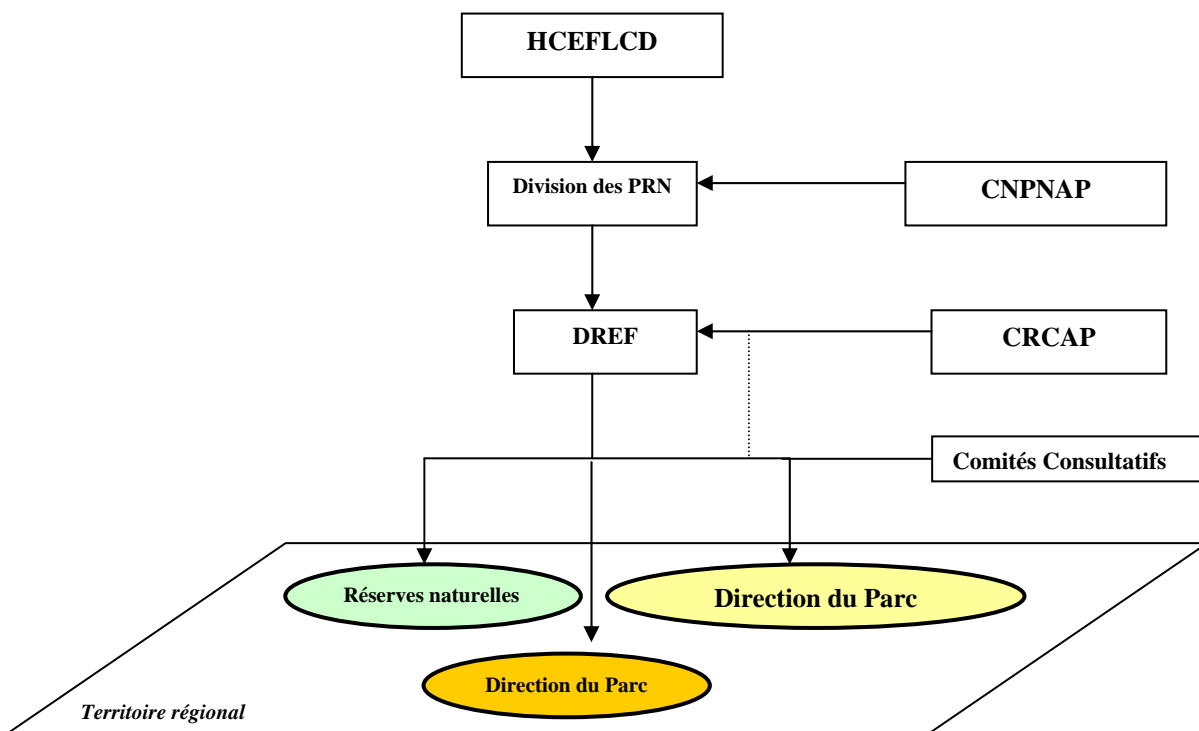 HCEFLCD
Division des PRN
CNPNAP
DREF
CRCAP
Comités Consultatifs
Réserves naturelles
Direction du Parc
Direction du Parc
Territoire régional